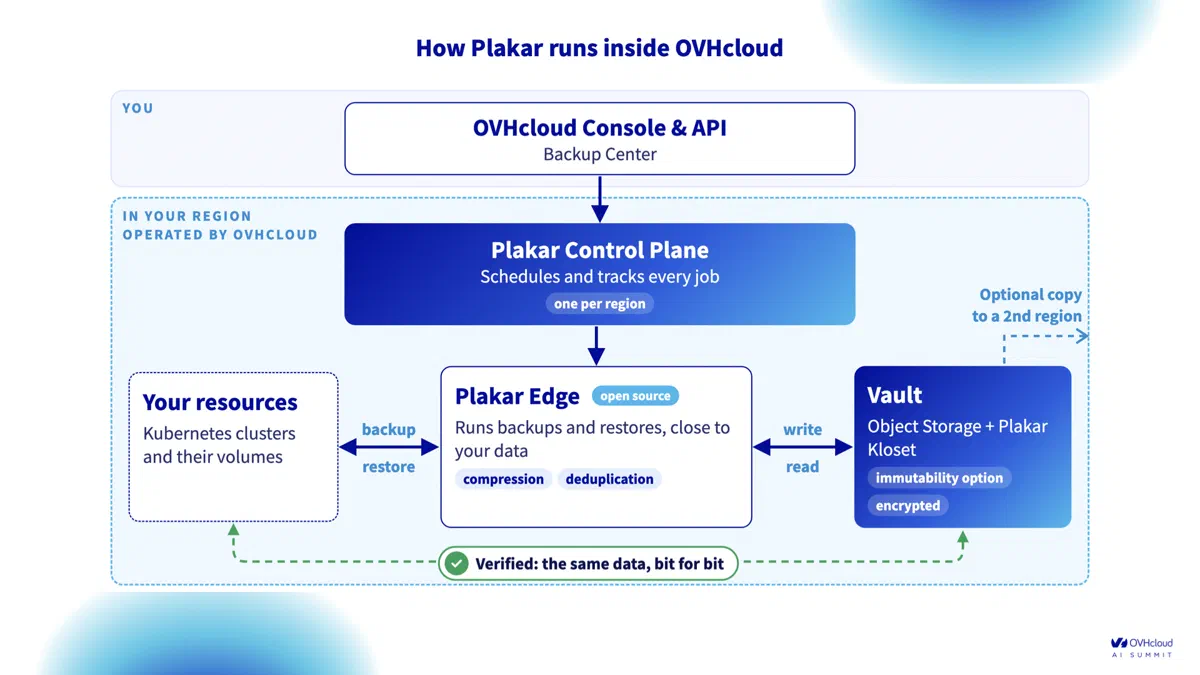 How Plakar runs inside OVHcloud
YOU
OVHcloud Console & API
Backup Center
IN YOUR REGION
OPERATED BY OVHCLOUD
Plakar Control Plane
Schedules and tracks every job
one per region
Optional copy
to a 2nd region
Your resources
Kubernetes clusters
and their volumes
backup
restore
Plakar Edge
open source
Runs backups and restores, close to
your data
compression
deduplication
write
read
Vault
Object Storage + Plakar
Kloset
immutability option
encrypted
Verified: the same data, bit for bit
OVHcloud
AI SUMMIT